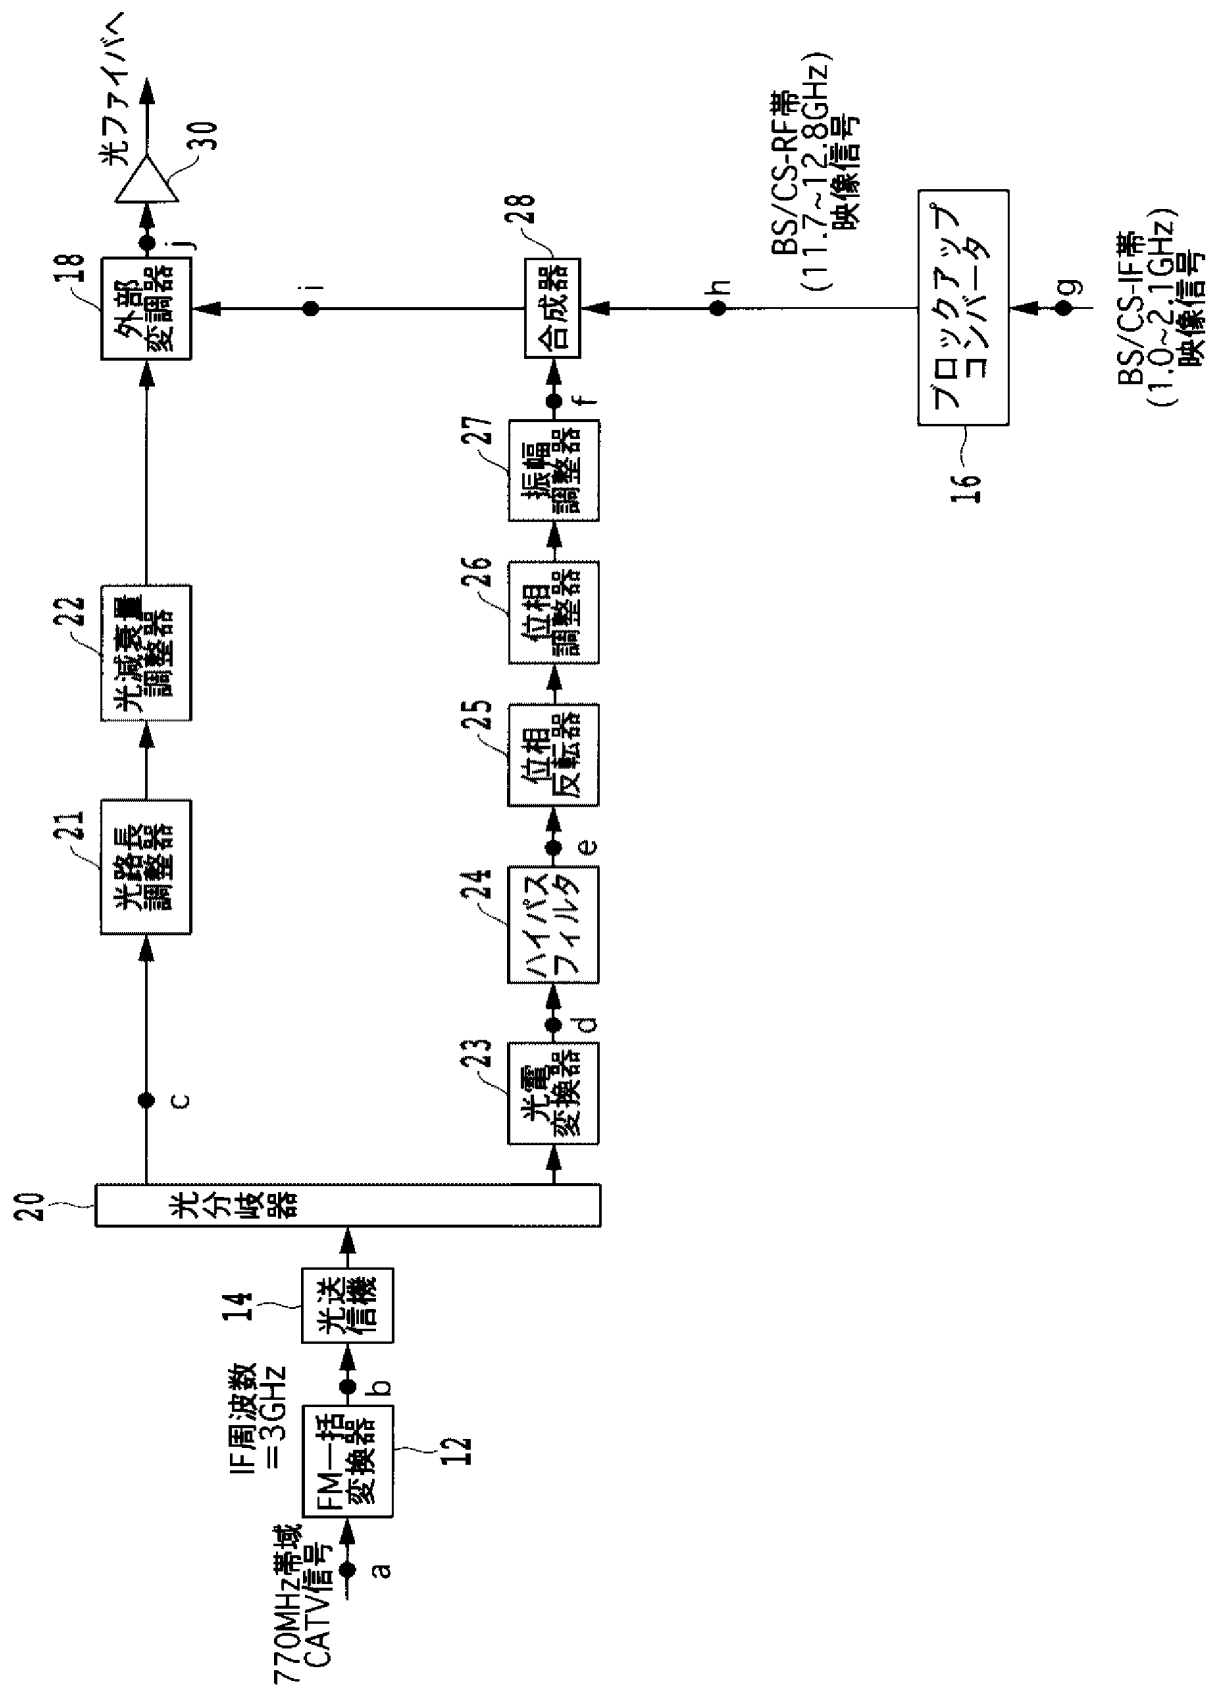 770MHz帯域
CATV信号
a
FM一括
変換器
12
IF周波数
=3GHz
b
光送
信機
14
光分岐器
20
c
光路長
調整器
21
光減衰量
調整器
22
外部
変調器
18
j
30
光ファイバへ
光電
変換器
23
d
ハイパス
フィルタ
24
e
位相
反転器
25
位相
調整器
26
振幅
調整器
27
f
合成器
28
i
h
BS/CS-RF帯
(11.7~12.8GHz)
映像信号
ブロックアップ
コンバータ
16
g
BS/CS-IF帯
(1.0~2.1GHz)
映像信号